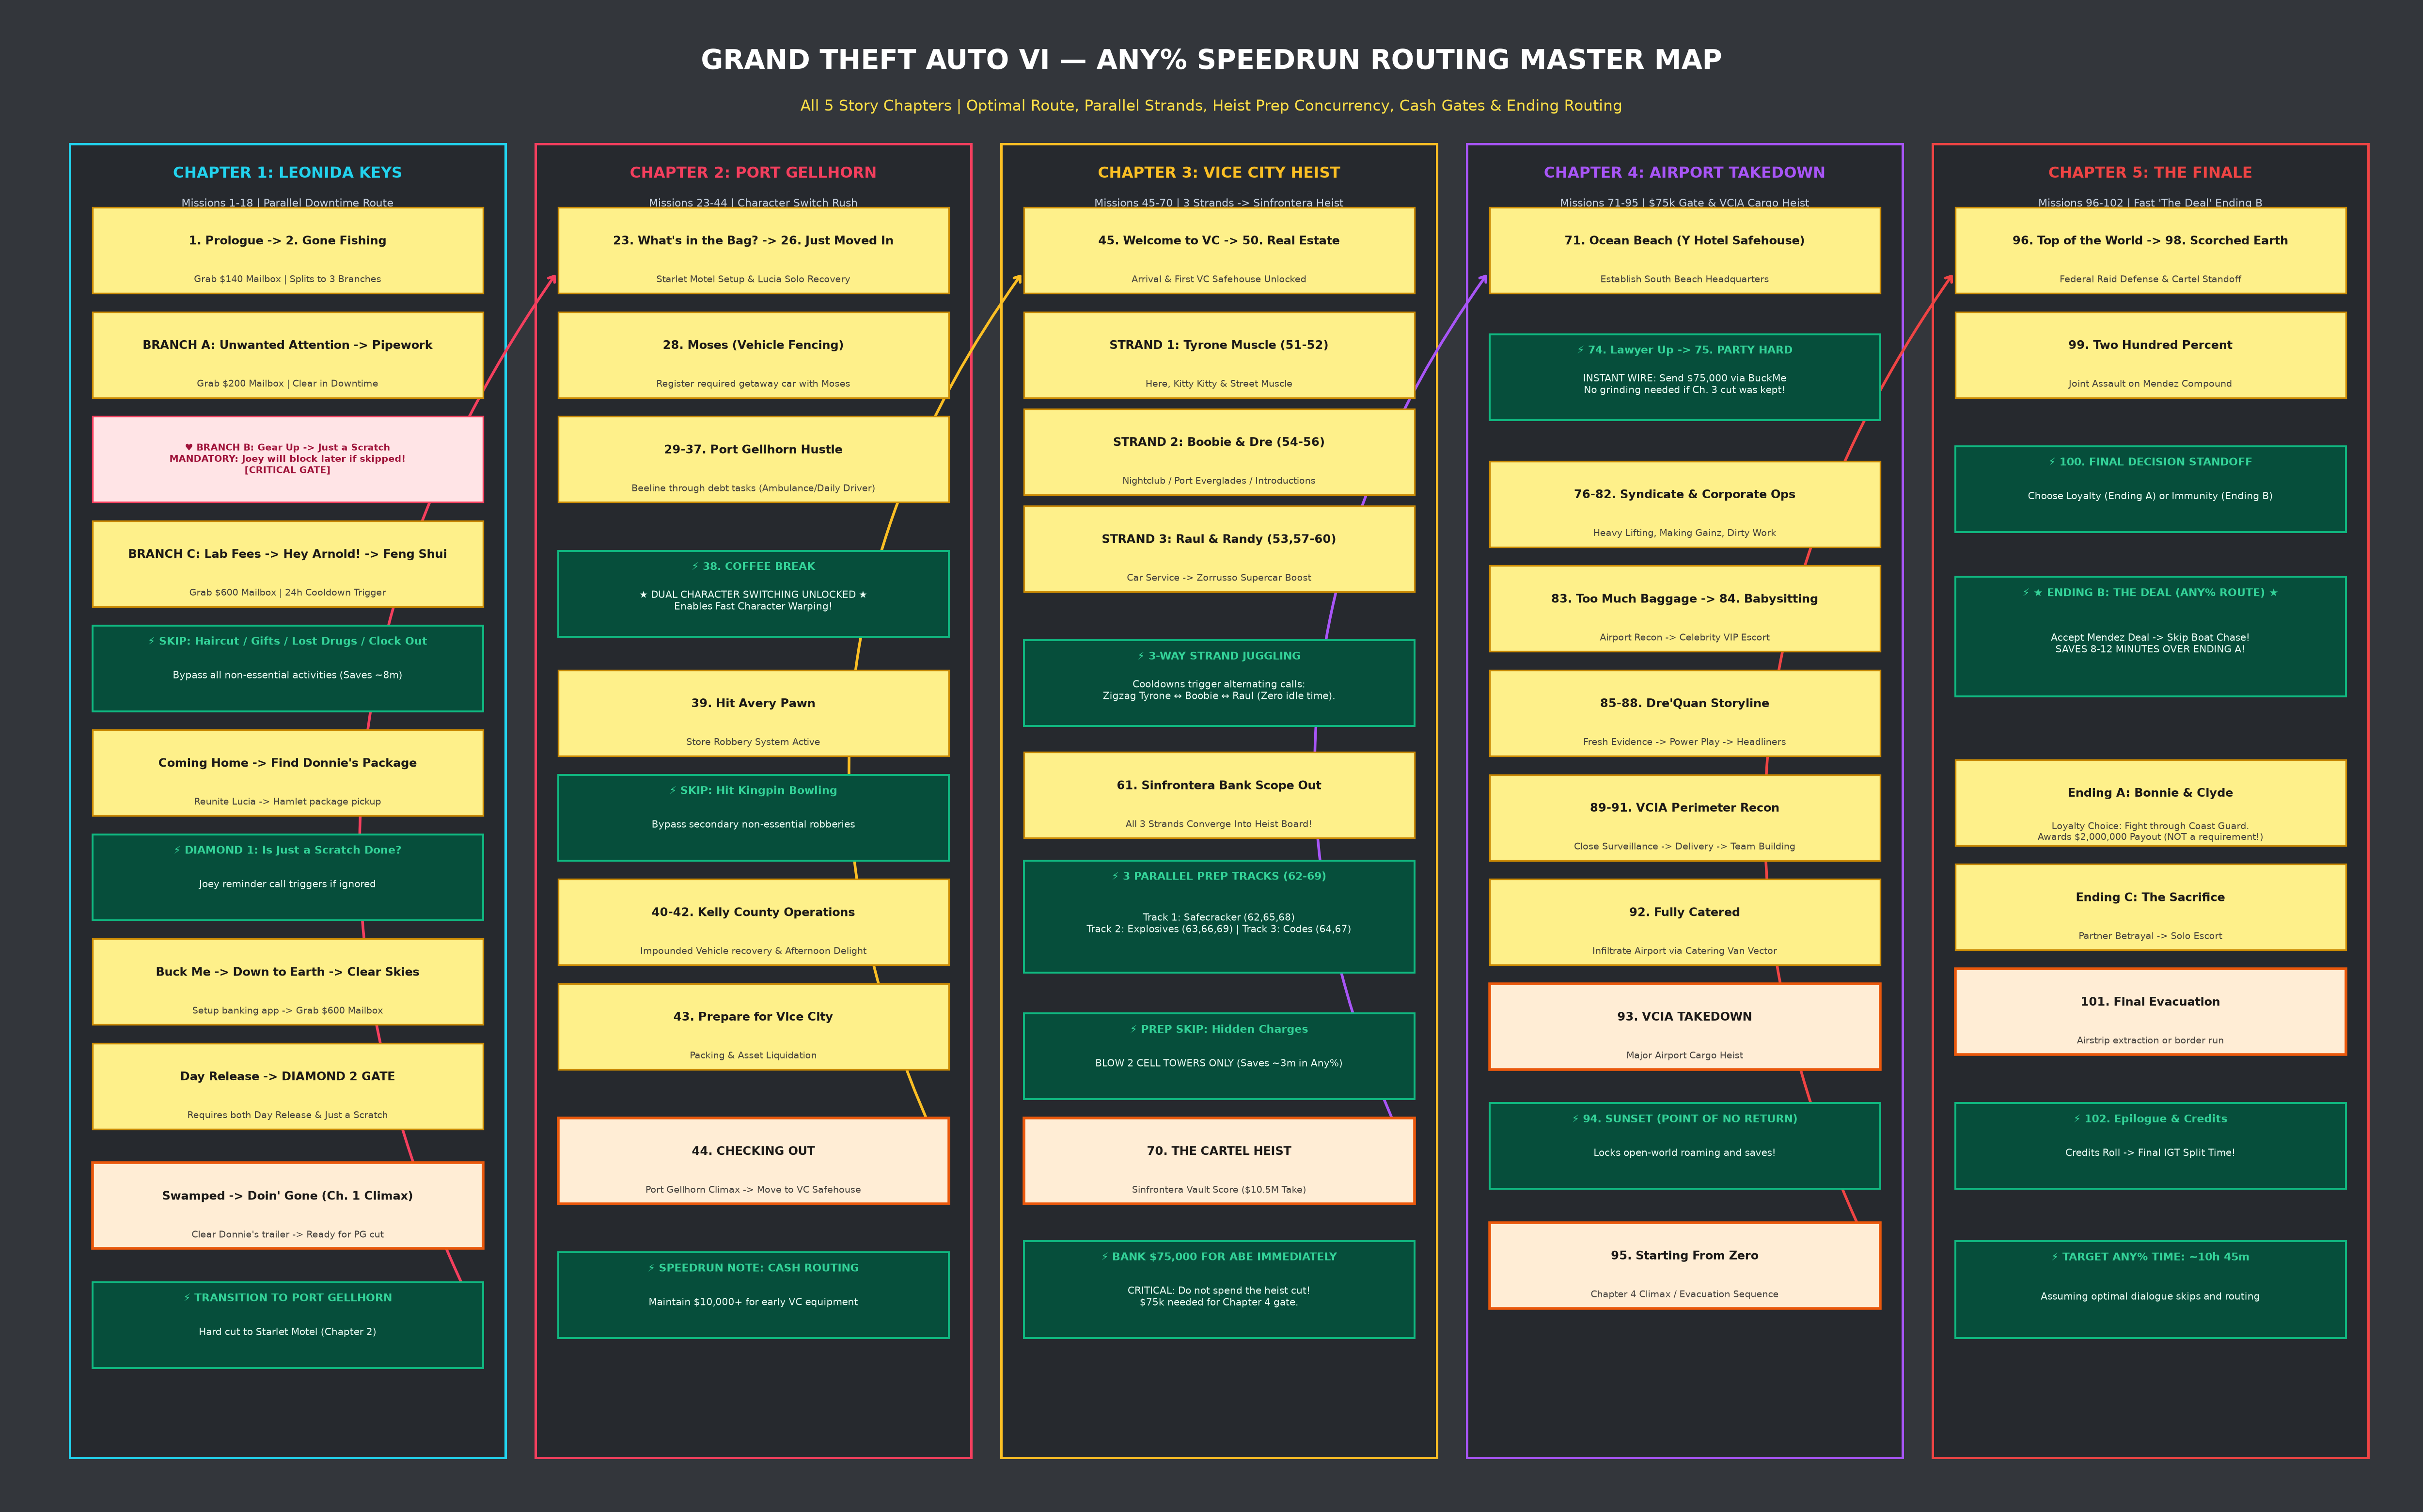 GRAND THEFT AUTO VI — ANY% SPEEDRUN ROUTING MASTER MAP
All 5 Story Chapters | Optimal Route, Parallel Strands, Heist Prep Concurrency, Cash Gates & Ending Routing
CHAPTER 1: LEONIDA KEYS
Missions 1-18 | Parallel Downtime Route
1. Prologue -> 2. Gone Fishing
Grab $140 Mailbox | Splits to 3 Branches
BRANCH A: Unwanted Attention -> Pipework
Grab $200 Mailbox | Clear in Downtime
♥ BRANCH B: Gear Up -> Just a Scratch
MANDATORY: Joey will block later if skipped!
[CRITICAL GATE]
BRANCH C: Lab Fees -> Hey Arnold! -> Feng Shui
Grab $600 Mailbox | 24h Cooldown Trigger
⚡ SKIP: Haircut / Gifts / Lost Drugs / Clock Out
Bypass all non-essential activities (Saves ~8m)
Coming Home -> Find Donnie's Package
Reunite Lucia -> Hamlet package pickup
⚡ DIAMOND 1: Is Just a Scratch Done?
Joey reminder call triggers if ignored
Buck Me -> Down to Earth -> Clear Skies
Setup banking app -> Grab $600 Mailbox
Day Release -> DIAMOND 2 GATE
Requires both Day Release & Just a Scratch
Swamped -> Doin' Gone (Ch. 1 Climax)
Clear Donnie's trailer -> Ready for PG cut
⚡ TRANSITION TO PORT GELLHORN
Hard cut to Starlet Motel (Chapter 2)
CHAPTER 2: PORT GELLHORN
Missions 23-44 | Character Switch Rush
23. What's in the Bag? -> 26. Just Moved In
Starlet Motel Setup & Lucia Solo Recovery
28. Moses (Vehicle Fencing)
Register required getaway car with Moses
29-37. Port Gellhorn Hustle
Beeline through debt tasks (Ambulance/Daily Driver)
⚡ 38. COFFEE BREAK
★ DUAL CHARACTER SWITCHING UNLOCKED ★
Enables Fast Character Warping!
39. Hit Avery Pawn
Store Robbery System Active
⚡ SKIP: Hit Kingpin Bowling
Bypass secondary non-essential robberies
40-42. Kelly County Operations
Impounded Vehicle recovery & Afternoon Delight
43. Prepare for Vice City
Packing & Asset Liquidation
44. CHECKING OUT
Port Gellhorn Climax -> Move to VC Safehouse
⚡ SPEEDRUN NOTE: CASH ROUTING
Maintain $10,000+ for early VC equipment
CHAPTER 3: VICE CITY HEIST
Missions 45-70 | 3 Strands -> Sinfrontera Heist
45. Welcome to VC -> 50. Real Estate
Arrival & First VC Safehouse Unlocked
STRAND 1: Tyrone Muscle (51-52)
Here, Kitty Kitty & Street Muscle
STRAND 2: Boobie & Dre (54-56)
Nightclub / Port Everglades / Introductions
STRAND 3: Raul & Randy (53,57-60)
Car Service -> Zorrusso Supercar Boost
⚡ 3-WAY STRAND JUGGLING
Cooldowns trigger alternating calls:
Zigzag Tyrone ↔ Boobie ↔ Raul (Zero idle time).
61. Sinfrontera Bank Scope Out
All 3 Strands Converge Into Heist Board!
⚡ 3 PARALLEL PREP TRACKS (62-69)
Track 1: Safecracker (62,65,68)
Track 2: Explosives (63,66,69) | Track 3: Codes (64,67)
⚡ PREP SKIP: Hidden Charges
BLOW 2 CELL TOWERS ONLY (Saves ~3m in Any%)
70. THE CARTEL HEIST
Sinfrontera Vault Score ($10.5M Take)
⚡ BANK $75,000 FOR ABE IMMEDIATELY
CRITICAL: Do not spend the heist cut!
$75k needed for Chapter 4 gate.
CHAPTER 4: AIRPORT TAKEDOWN
Missions 71-95 | $75k Gate & VCIA Cargo Heist
71. Ocean Beach (Y Hotel Safehouse)
Establish South Beach Headquarters
⚡ 74. Lawyer Up -> 75. PARTY HARD
INSTANT WIRE: Send $75,000 via BuckMe
No grinding needed if Ch. 3 cut was kept!
76-82. Syndicate & Corporate Ops
Heavy Lifting, Making Gainz, Dirty Work
83. Too Much Baggage -> 84. Babysitting
Airport Recon -> Celebrity VIP Escort
85-88. Dre'Quan Storyline
Fresh Evidence -> Power Play -> Headliners
89-91. VCIA Perimeter Recon
Close Surveillance -> Delivery -> Team Building
92. Fully Catered
Infiltrate Airport via Catering Van Vector
93. VCIA TAKEDOWN
Major Airport Cargo Heist
⚡ 94. SUNSET (POINT OF NO RETURN)
Locks open-world roaming and saves!
95. Starting From Zero
Chapter 4 Climax / Evacuation Sequence
CHAPTER 5: THE FINALE
Missions 96-102 | Fast 'The Deal' Ending B
96. Top of the World -> 98. Scorched Earth
Federal Raid Defense & Cartel Standoff
99. Two Hundred Percent
Joint Assault on Mendez Compound
⚡ 100. FINAL DECISION STANDOFF
Choose Loyalty (Ending A) or Immunity (Ending B)
⚡ ★ ENDING B: THE DEAL (ANY% ROUTE) ★
Accept Mendez Deal -> Skip Boat Chase!
SAVES 8-12 MINUTES OVER ENDING A!
Ending A: Bonnie & Clyde
Loyalty Choice: Fight through Coast Guard.
Awards $2,000,000 Payout (NOT a requirement!)
Ending C: The Sacrifice
Partner Betrayal -> Solo Escort
101. Final Evacuation
Airstrip extraction or border run
⚡ 102. Epilogue & Credits
Credits Roll -> Final IGT Split Time!
⚡ TARGET ANY% TIME: ~10h 45m
Assuming optimal dialogue skips and routing